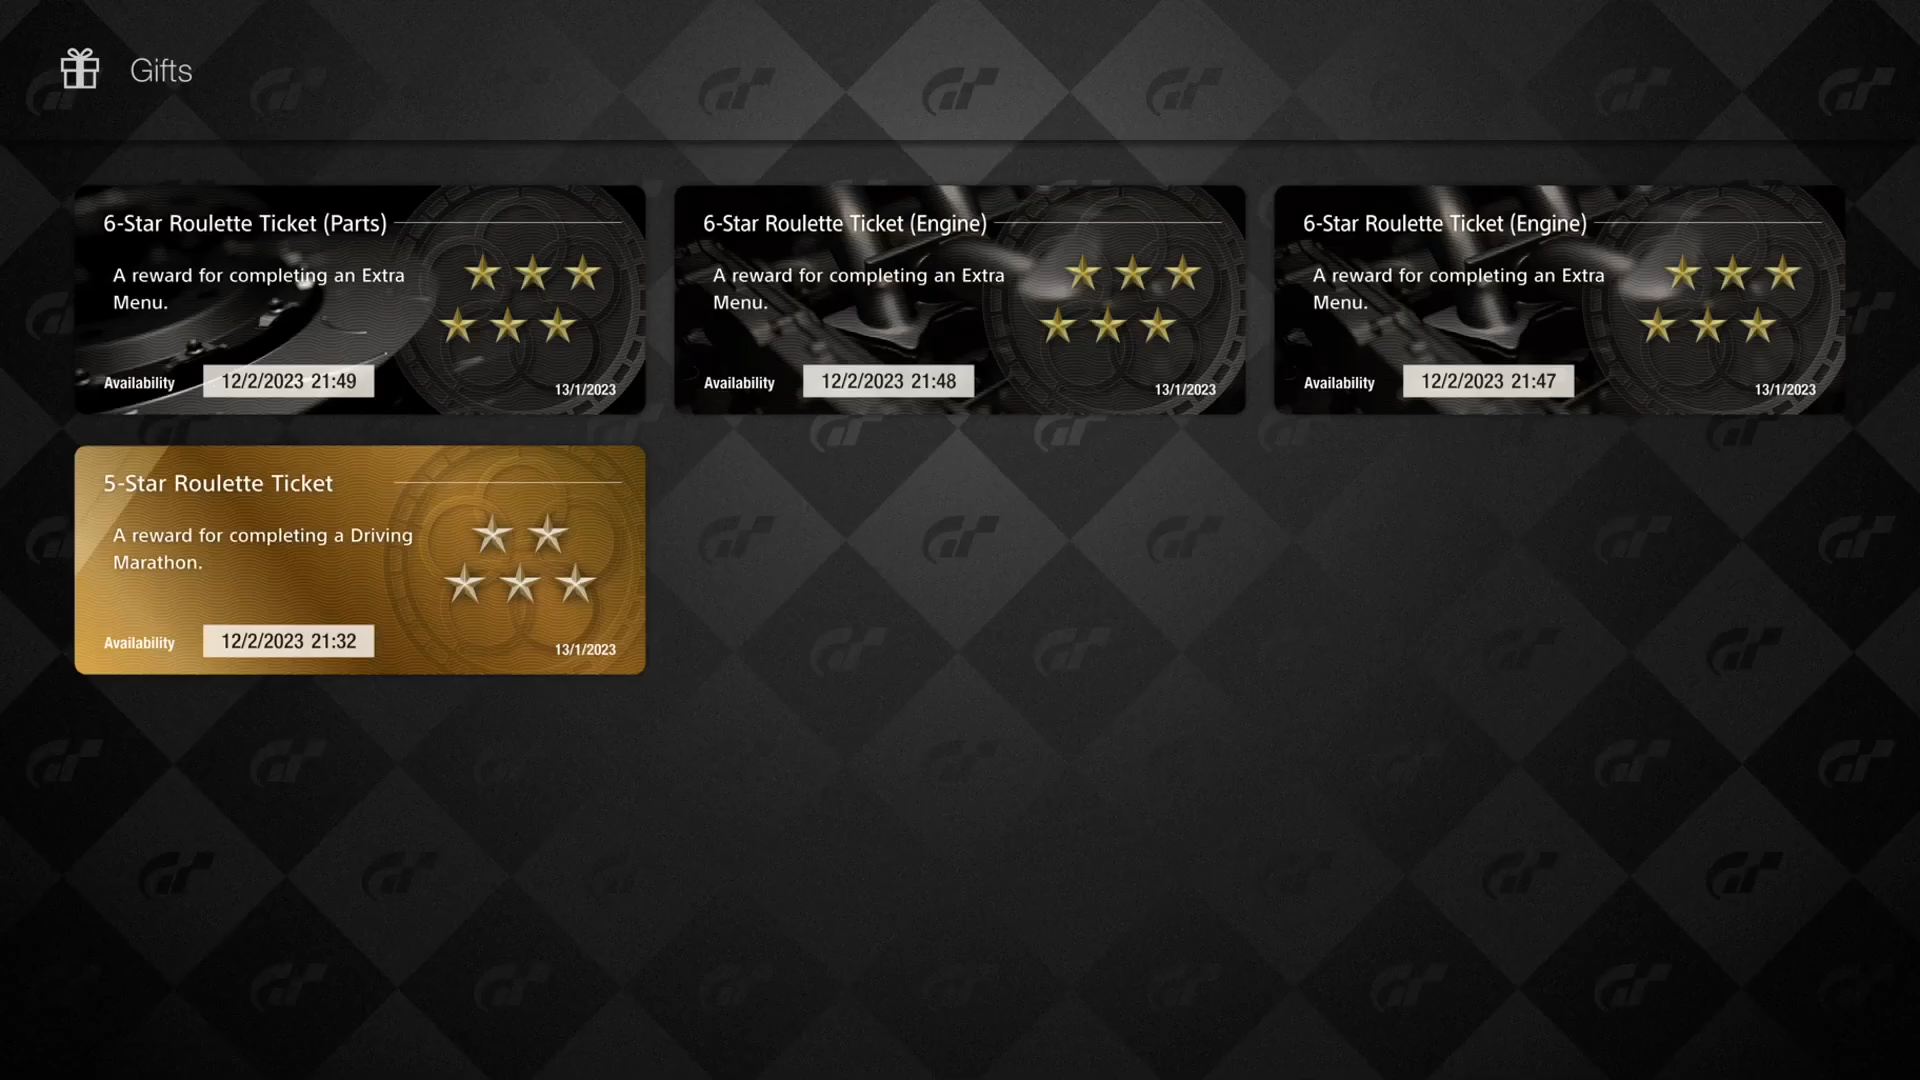 Gifts
6-Star Roulette Ticket (Parts)
A reward for completing an Extra
Menu.
Availability 12/2/2023 21:49 13/1/2023
6-Star Roulette Ticket (Engine)
A reward for completing an Extra
Menu.
Availability 12/2/2023 21:48 13/1/2023
6-Star Roulette Ticket (Engine)
A reward for completing an Extra
Menu.
Availability 12/2/2023 21:47 13/1/2023
5-Star Roulette Ticket
A reward for completing a Driving
Marathon.
Availability 12/2/2023 21:32 13/1/2023